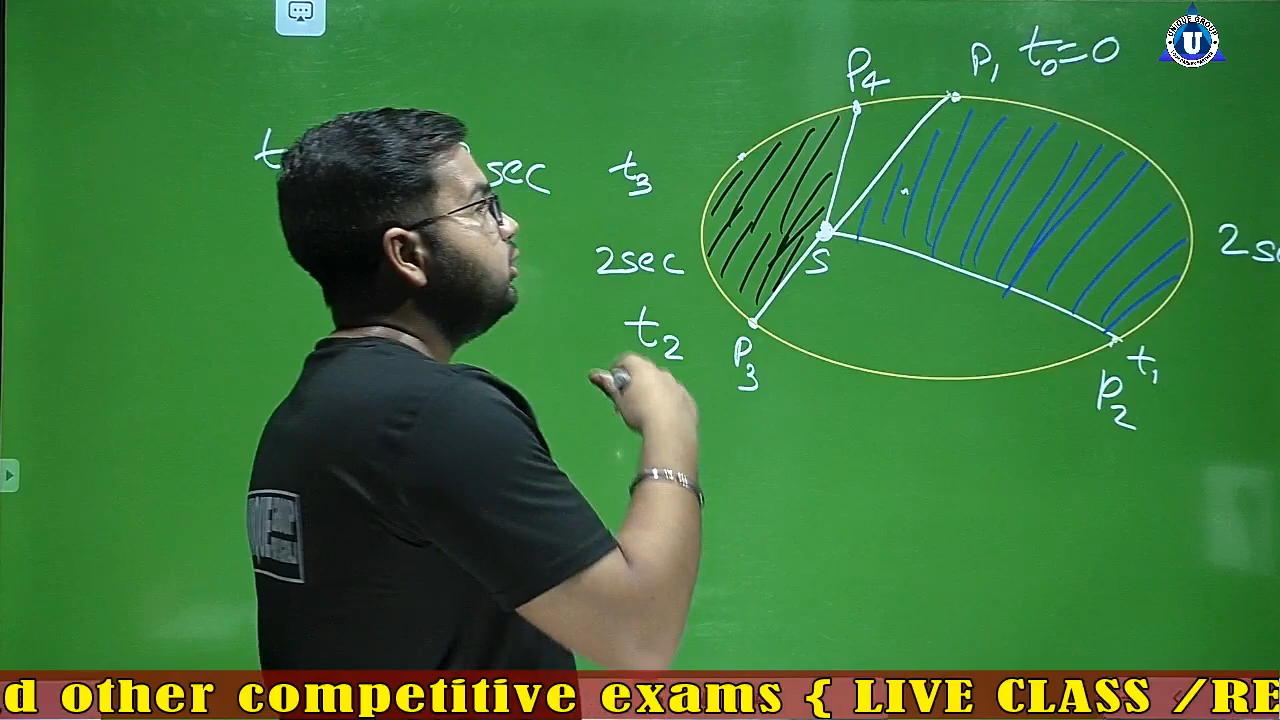 P4
P1 t0=0
U
t
sec
t3
2sec
S
2se
t2
P3
t1
P2
d other competitive exams { LIVE CLASS /RE